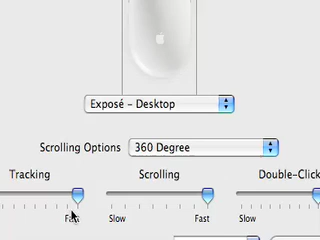 Exposé – Desktop
Scrolling Options 360 Degree
Tracking Scrolling Double-Click
Fast Slow Fast Slow